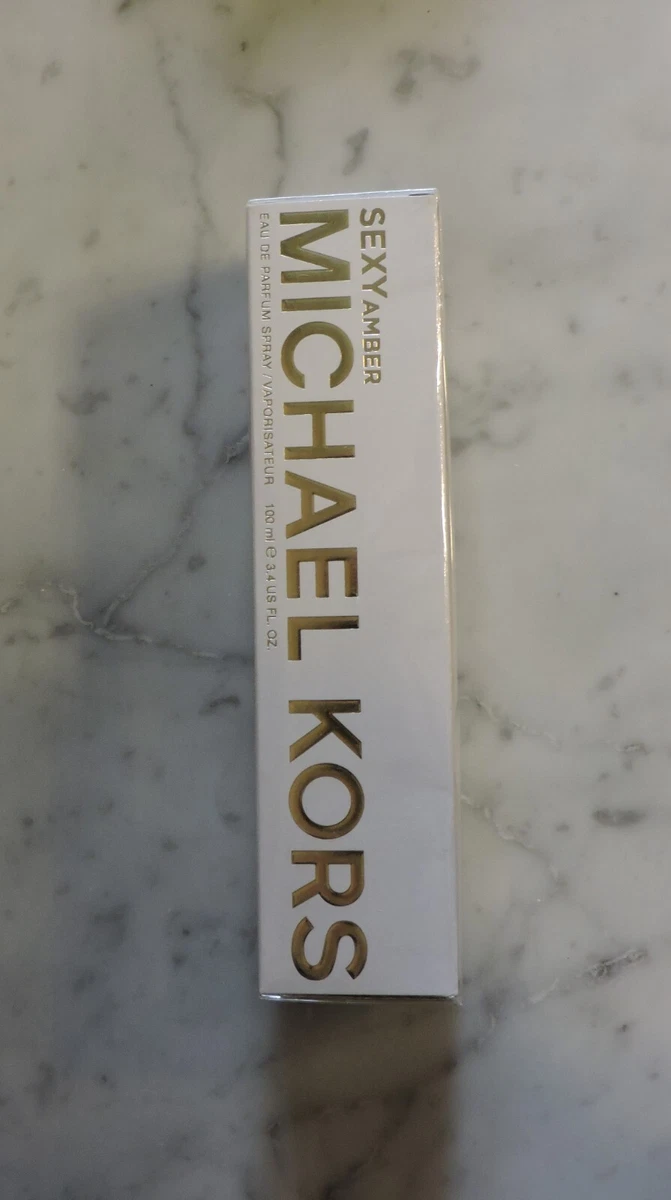 SEXY AMBER
MICHAEL KORS
EAU DE PARFUM SPRAY / VAPORISATEUR 100 ml ℮ 3.4 US FL. OZ.